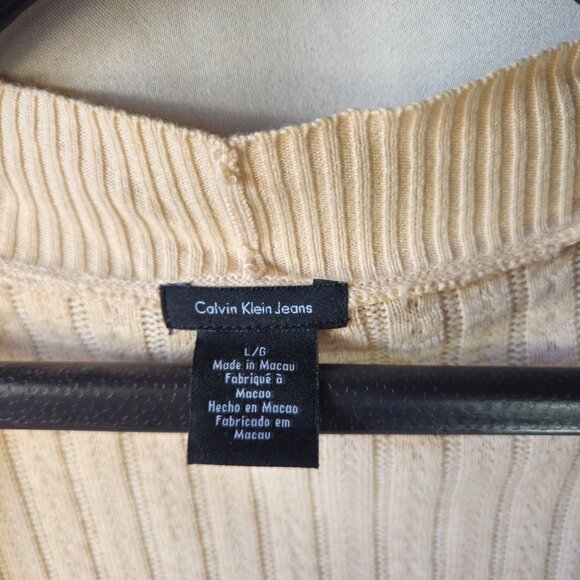 Calvin Klein Jeans
L/G
Made in Macau
Fabriqué à
Macao
Hecho en Macao
Fabricado em
Macau